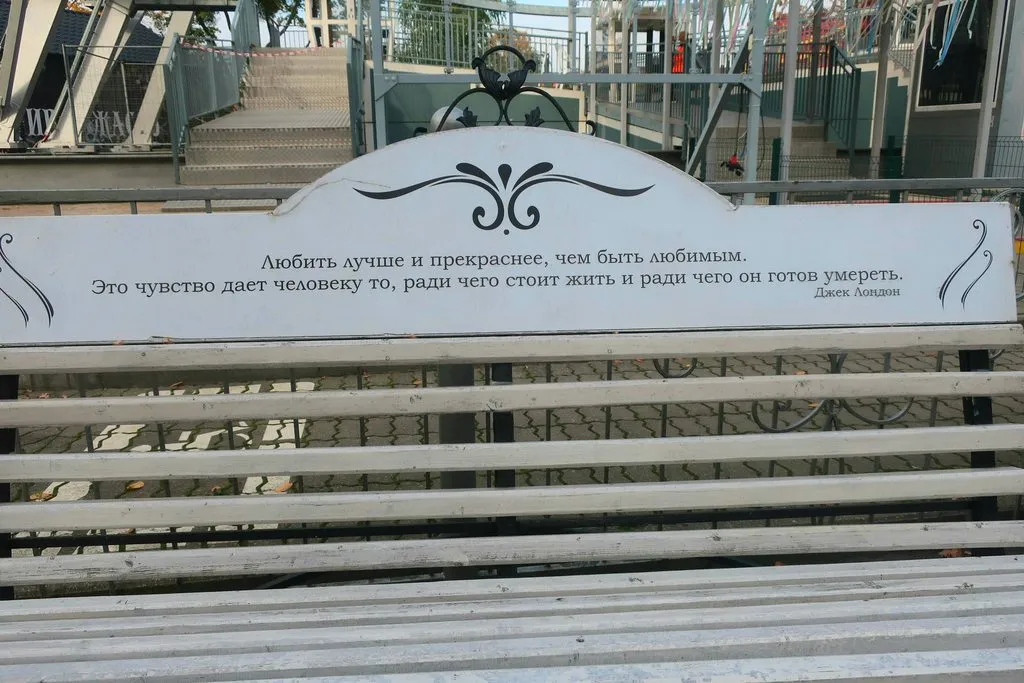 Любить лучше и прекраснее, чем быть любимым.
Это чувство дает человеку то, ради чего стоит жить и ради чего он готов умереть.
Джек Лондон